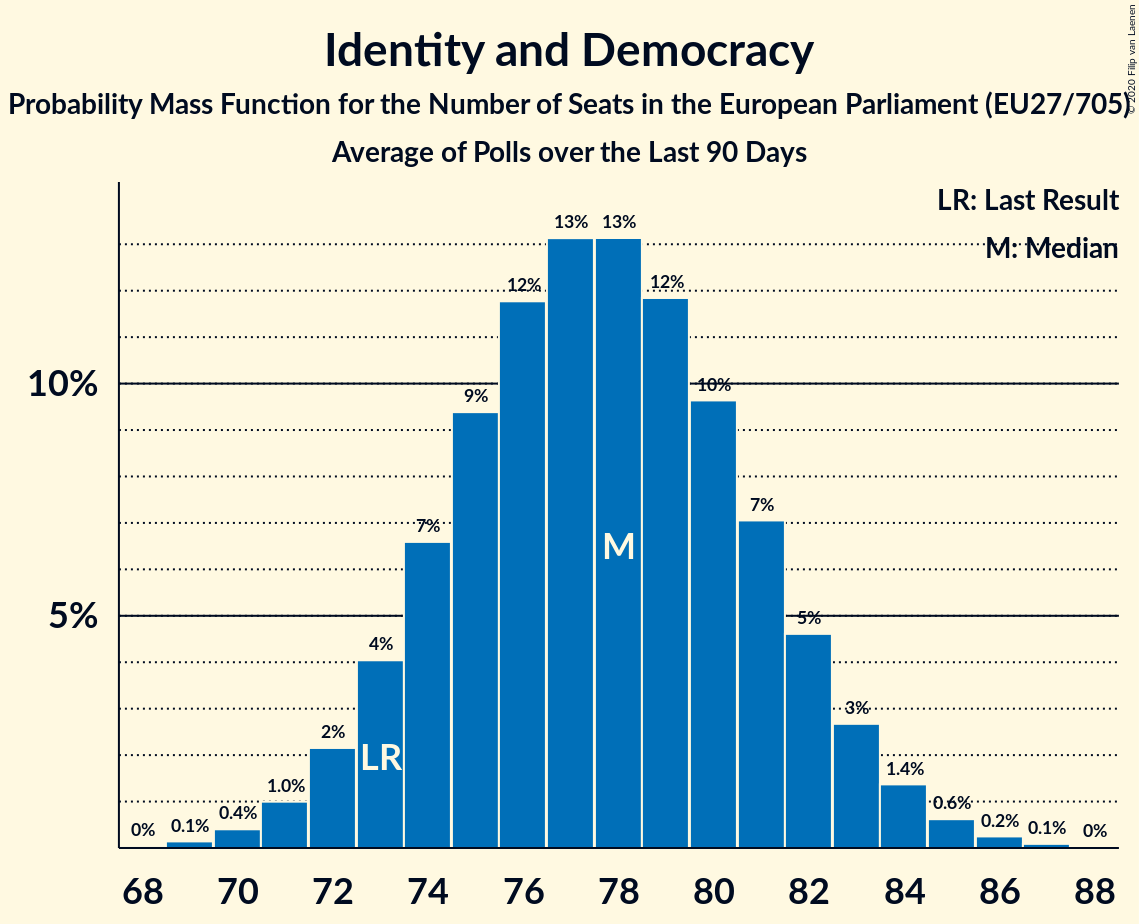 Identity and Democracy
Probability Mass Function for the Number of Seats in the European Parliament (EU27/705)
Average of Polls over the Last 90 Days
© 2020 Filip van Laenen
LR: Last Result
M: Median
13% 13%
12% 12%
10% 10%
9%
7% 7%
M
5% 5%
4%
3%
2% LR
1.4%
1.0%
0.4% 0.6%
0% 0.1% 0.2% 0.1% 0%
68 70 72 74 76 78 80 82 84 86 88